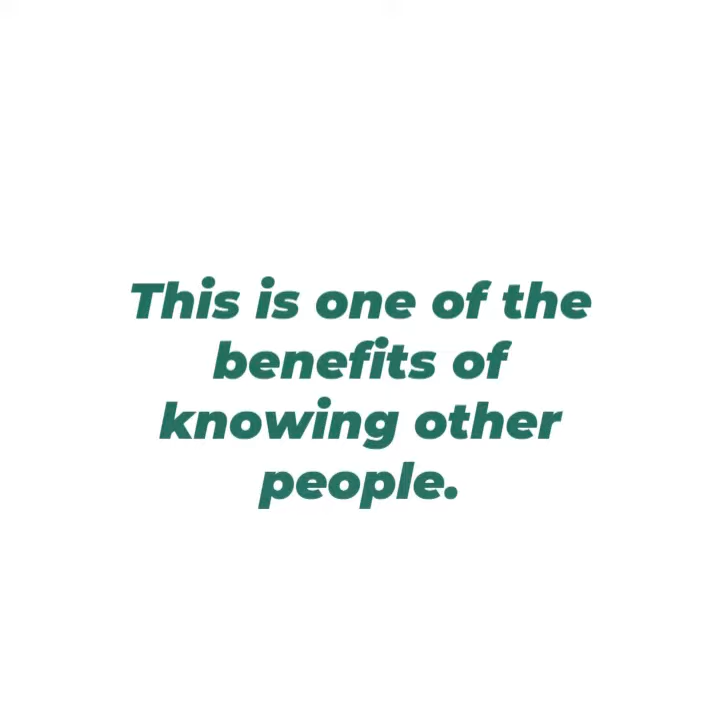 This is one of the
benefits of
knowing other
people.